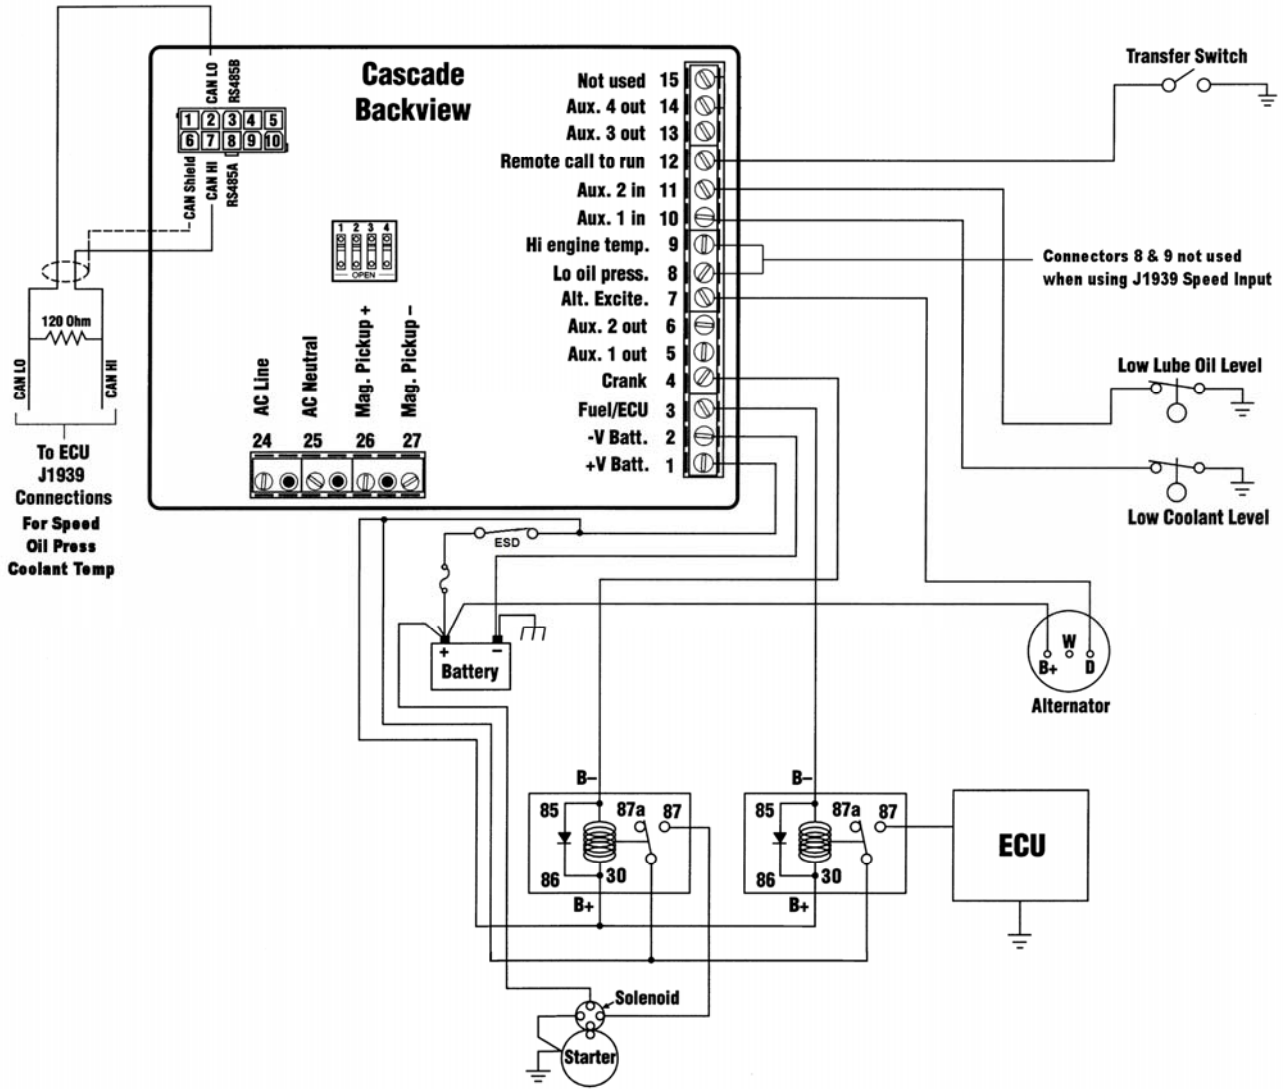 Cascade
Backview
CAN LO
RS485B
1 2 3 4 5
6 7 8 9 10
CAN Shield
CAN HI
RS485A
1 2 3 4
OPEN
Not used 15
Aux. 4 out 14
Aux. 3 out 13
Remote call to run 12
Aux. 2 in 11
Aux. 1 in 10
Hi engine temp. 9
Lo oil press. 8
Alt. Excite. 7
Aux. 2 out 6
Aux. 1 out 5
Crank 4
Fuel/ECU 3
-V Batt. 2
+V Batt. 1
AC Line
AC Neutral
Mag. Pickup +
Mag. Pickup –
24 25 26 27
Transfer Switch
Connectors 8 & 9 not used
when using J1939 Speed Input
Low Lube Oil Level
Low Coolant Level
120 Ohm
CAN LO
CAN HI
To ECU
J1939
Connections
For Speed
Oil Press
Coolant Temp
ESD
+ –
Battery
W
B+ D
Alternator
B–
85 87a 87
86 30
B+
B–
85 87a 87
86 30
B+
ECU
Solenoid
Starter